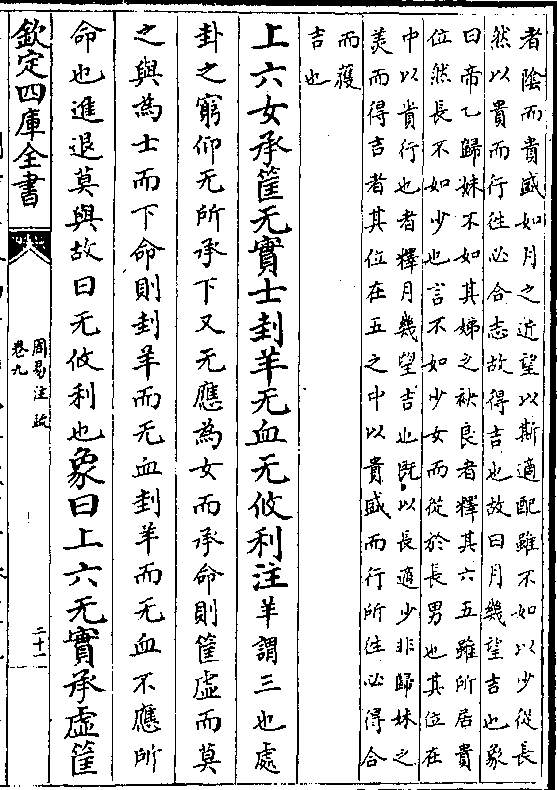 者陰而貴盛如月之近望以斯適配雖不如以少從長
然以貴而行往必合志故得吉也故曰月幾望吉也象
曰帝乙歸妹不如其娣之袂良者釋其六五雖所居貴
位然長不如少也言不如少女而從於長男也其位在
中以貴行也者釋月幾望吉也既以長適少非歸妹之
美而得吉者其位在五之中以貴盛而行所往必得合
而獲
吉也
上六女承筐无實士刲羊无血无攸利注羊謂三也處
卦之窮仰无所承下又无應為女而承命則筐虛而莫
之與為士而下命則刲羊而无血刲羊而无血不應所
命也進退莫與故曰无攸利也象曰上六无實承虛筐
欽定四庫全書
周易注疏
卷九
二十一